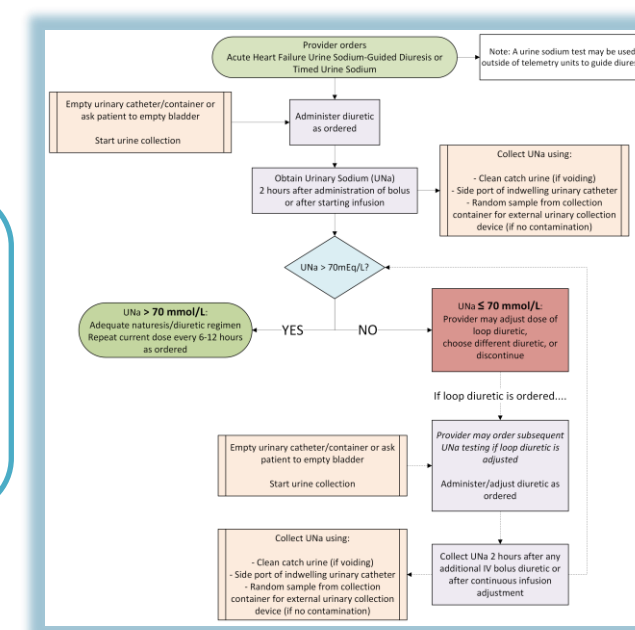 Provider orders
Acute Heart Failure Urine Sodium-Guided Diuresis or
Timed Urine Sodium
Note: A urine sodium test may be used
outside of telemetry units to guide diures
Empty urinary catheter/container or
ask patient to empty bladder
Start urine collection
Administer diuretic
as ordered
Obtain Urinary Sodium (UNa)
2 hours after administration of bolus
or after starting infusion
Collect UNa using:
- Clean catch urine (if voiding)
- Side port of indwelling urinary catheter
- Random sample from collection
container for external urinary collection
device (if no contamination)
UNa > 70mEq/L?
UNa > 70 mmol/L:
Adequate naturesis/diuretic regimen
Repeat current dose every 6-12 hours
as ordered
YES
NO
UNa ≤ 70 mmol/L:
Provider may adjust dose of
loop diuretic,
choose different diuretic, or
discontinue
If loop diuretic is ordered....
Empty urinary catheter/container or ask
patient to empty bladder
Start urine collection
Provider may order subsequent
UNa testing if loop diuretic is
adjusted
Administer/adjust diuretic as
ordered
Collect UNa using:
- Clean catch urine (if voiding)
- Side port of indwelling urinary catheter
- Random sample from collection
container for external urinary collection
device (if no contamination)
Collect UNa 2 hours after any
additional IV bolus diuretic or
after continuous infusion
adjustment